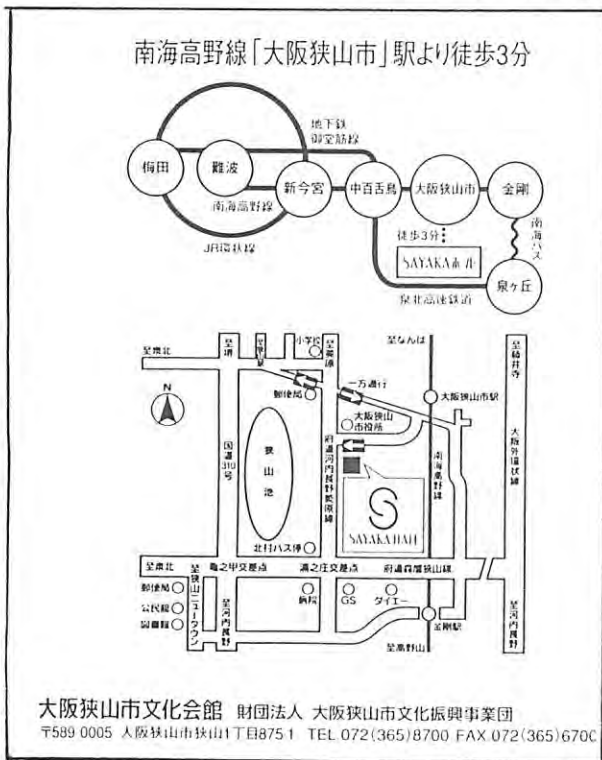 南海高野線「大阪狭山市」駅より徒歩3分
地下鉄
御堂筋線
梅田
難波
新今宮
中百舌鳥
大阪狭山市
金剛
南海高野線
JR環状線
徒歩3分
SAYAKAホール
南海バス
泉ヶ丘
泉北高速鉄道
至泉北
至堺
小学校
至美原
至なんば
至藤井寺
一方通行
郵便局
大阪狭山市駅
大阪狭山
市役所
N
国道310号
狭山池
府道河内長野美原線
南海高野線
大阪外環状線
SAYAKA HALL
北村バス停
至泉北
亀之甲交差点
府道森屋狭山線
郵便局
公民館
図書館
至狭山ニュータウン
至河内長野
病院
GS
ダイエー
金剛駅
至高野山
至河内長野
大阪狭山市文化会館 財団法人 大阪狭山市文化振興事業団
〒589 0005 大阪狭山市狭山1丁目875 1 TEL 072(365)8700 FAX 072(365)6700